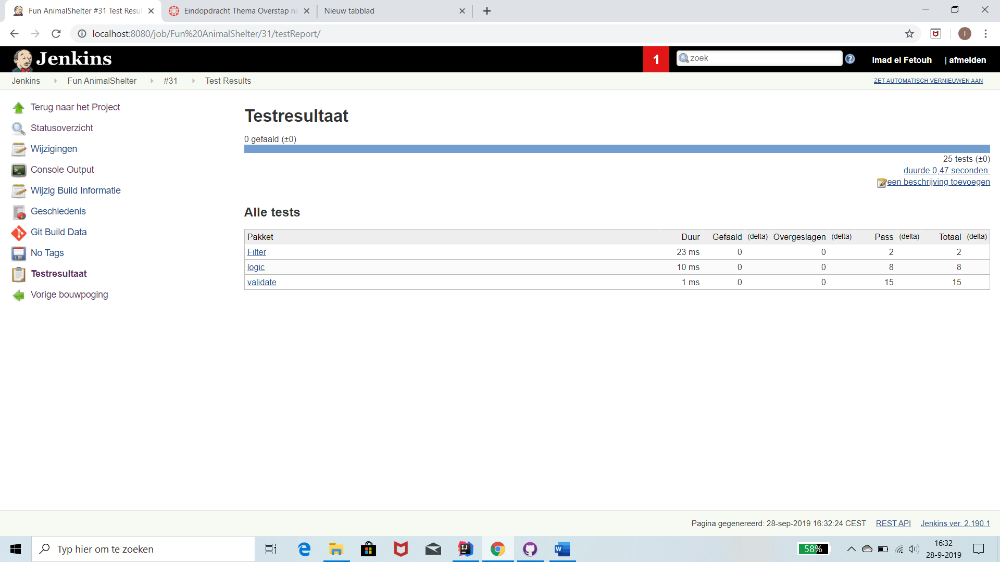 Fun AnimalShelter #31 Test Resul
Eindopdracht Thema Overstap na
Nieuw tabblad
localhost:8080/job/Fun%20AnimalShelter/31/testReport/
I
Jenkins
1
zoek
Imad el Fetouh
| afmelden
Jenkins
Fun AnimalShelter
#31
Test Results
ZET AUTOMATISCH VERNIEUWEN AAN
Terug naar het Project
Statusoverzicht
Wijzigingen
Console Output
Wijzig Build Informatie
Geschiedenis
Git Build Data
No Tags
Testresultaat
Vorige bouwpoging
Testresultaat
0 gefaald (±0)
25 tests (±0)
duurde 0,47 seconden.
een beschrijving toevoegen
Alle tests
Pakket Duur Gefaald (delta) Overgeslagen (delta) Pass (delta) Totaal (delta)
Filter 23 ms 0 0 2 2
logic 10 ms 0 0 8 8
validate 1 ms 0 0 15 15
Pagina gegenereerd: 28-sep-2019 16:32:24 CEST REST API Jenkins ver. 2.190.1
Typ hier om te zoeken
58%
16:32
28-9-2019